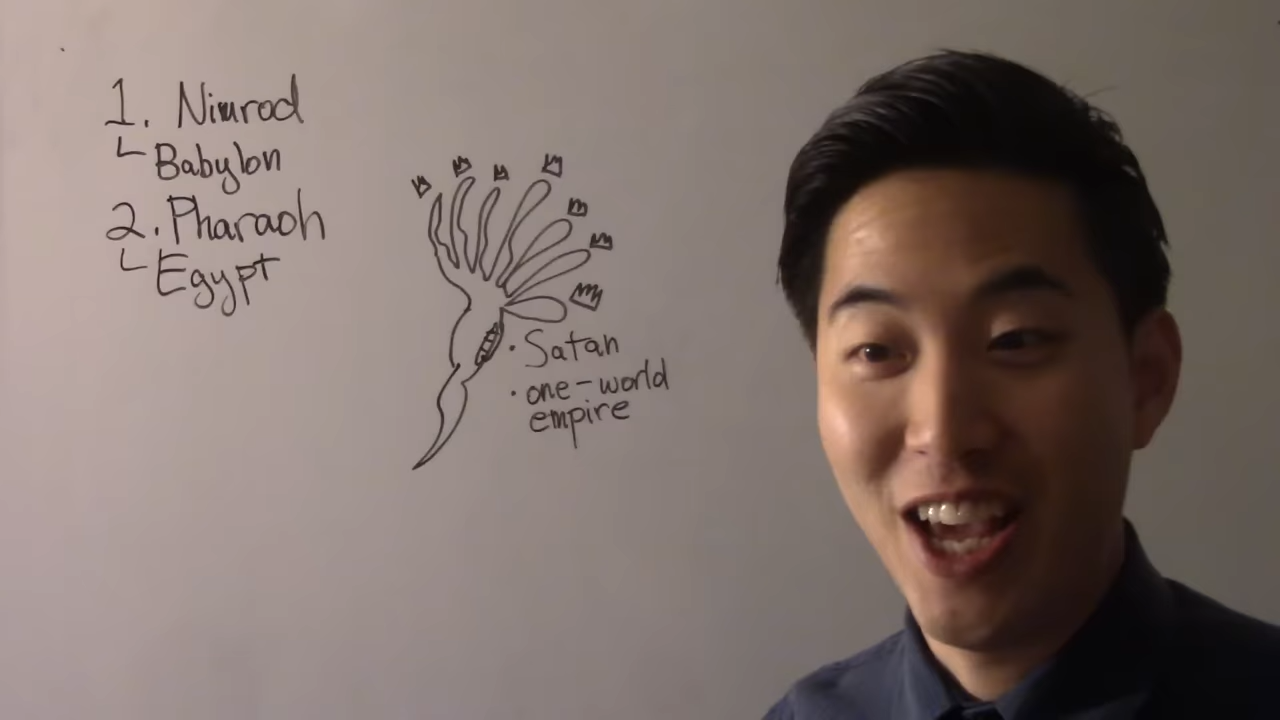 1. Nimrod
Babylon
2. Pharaoh
Egypt
· Satan
· one-world
empire